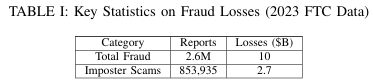 TABLE I: Key Statistics on Fraud Losses (2023 FTC Data)
Category Reports Losses ($B)
Total Fraud 2.6M 10
Imposter Scams 853,935 2.7